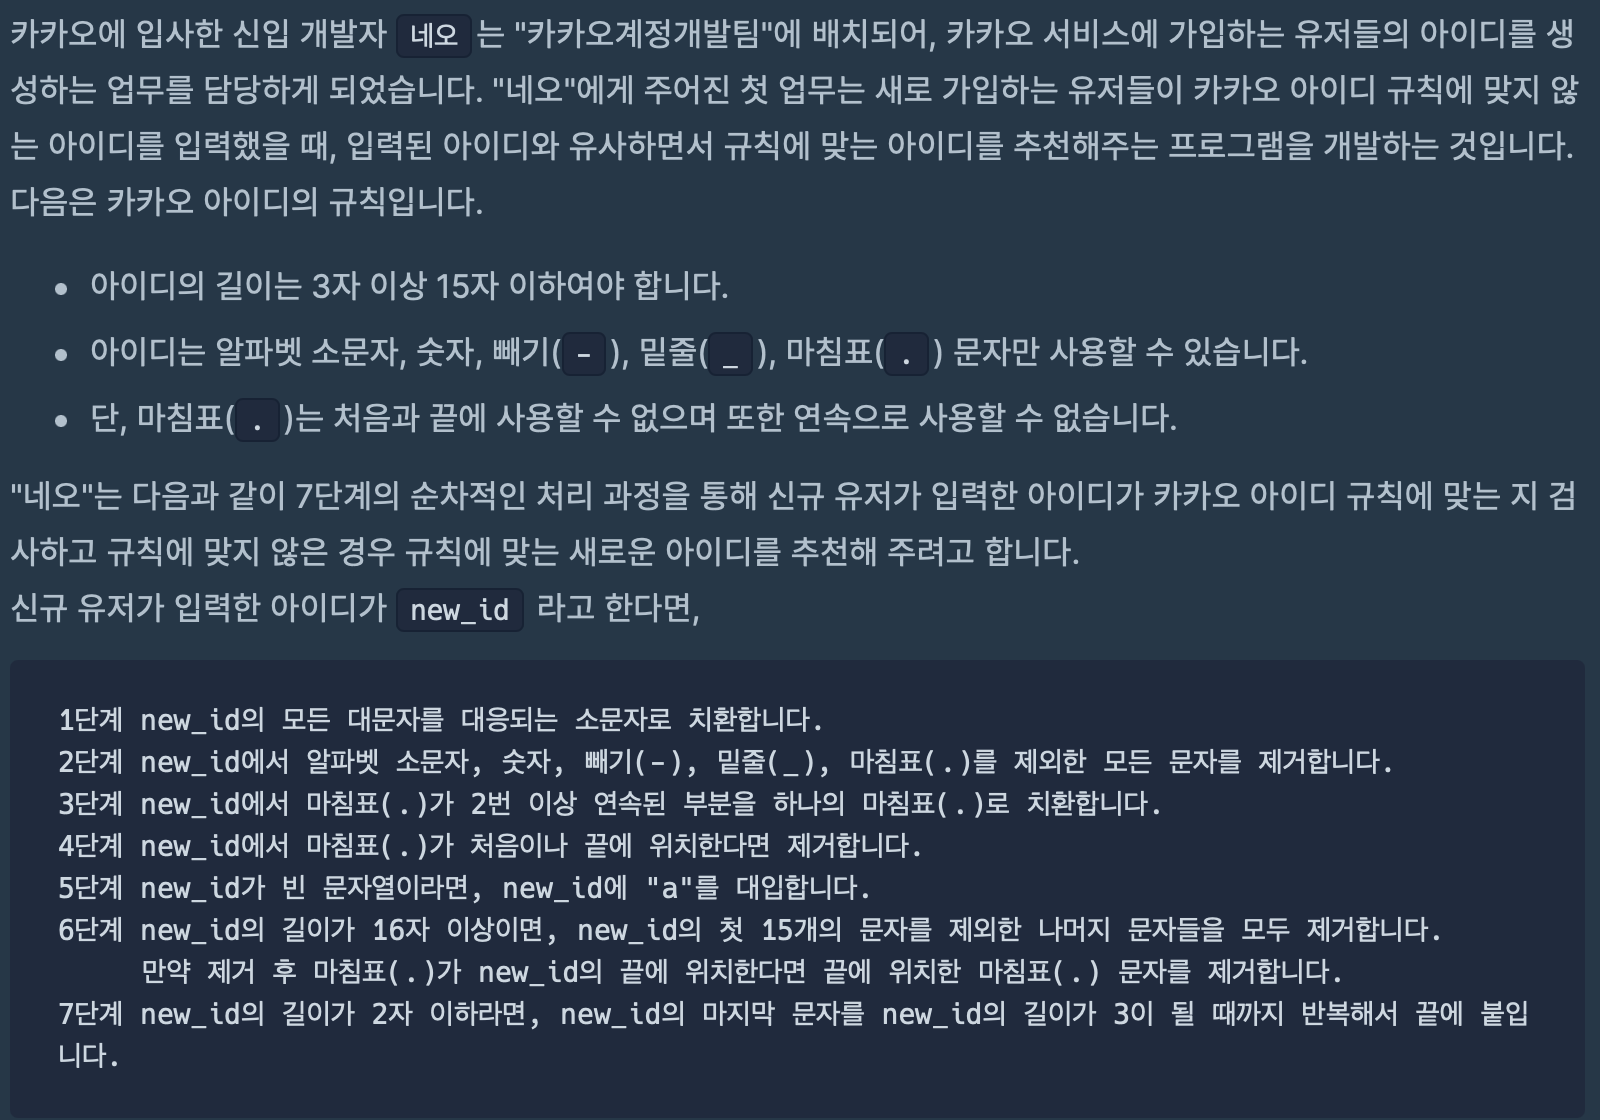 카카오에 입사한 신입 개발자 네오 는 "카카오계정개발팀"에 배치되어, 카카오 서비스에 가입하는 유저들의 아이디를 생
성하는 업무를 담당하게 되었습니다. "네오"에게 주어진 첫 업무는 새로 가입하는 유저들이 카카오 아이디 규칙에 맞지 않
는 아이디를 입력했을 때, 입력된 아이디와 유사하면서 규칙에 맞는 아이디를 추천해주는 프로그램을 개발하는 것입니다.
다음은 카카오 아이디의 규칙입니다.
• 아이디의 길이는 3자 이상 15자 이하여야 합니다.
• 아이디는 알파벳 소문자, 숫자, 빼기( - ), 밑줄( _ ), 마침표( . ) 문자만 사용할 수 있습니다.
• 단, 마침표( . )는 처음과 끝에 사용할 수 없으며 또한 연속으로 사용할 수 없습니다.
"네오"는 다음과 같이 7단계의 순차적인 처리 과정을 통해 신규 유저가 입력한 아이디가 카카오 아이디 규칙에 맞는 지 검
사하고 규칙에 맞지 않은 경우 규칙에 맞는 새로운 아이디를 추천해 주려고 합니다.
신규 유저가 입력한 아이디가 new_id 라고 한다면,
1단계 new_id의 모든 대문자를 대응되는 소문자로 치환합니다.
2단계 new_id에서 알파벳 소문자, 숫자, 빼기(-), 밑줄(_), 마침표(.)를 제외한 모든 문자를 제거합니다.
3단계 new_id에서 마침표(.)가 2번 이상 연속된 부분을 하나의 마침표(.)로 치환합니다.
4단계 new_id에서 마침표(.)가 처음이나 끝에 위치한다면 제거합니다.
5단계 new_id가 빈 문자열이라면, new_id에 "a"를 대입합니다.
6단계 new_id의 길이가 16자 이상이면, new_id의 첫 15개의 문자를 제외한 나머지 문자들을 모두 제거합니다.
만약 제거 후 마침표(.)가 new_id의 끝에 위치한다면 끝에 위치한 마침표(.) 문자를 제거합니다.
7단계 new_id의 길이가 2자 이하라면, new_id의 마지막 문자를 new_id의 길이가 3이 될 때까지 반복해서 끝에 붙입
니다.